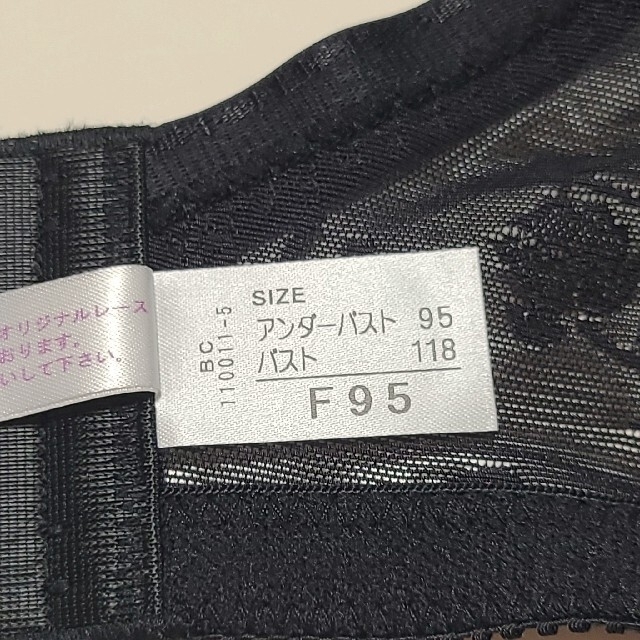 オリジナルレース
おります。
いして下さい。
BC
110011-5
SIZE
アンダーバスト 95
バスト 118
F95